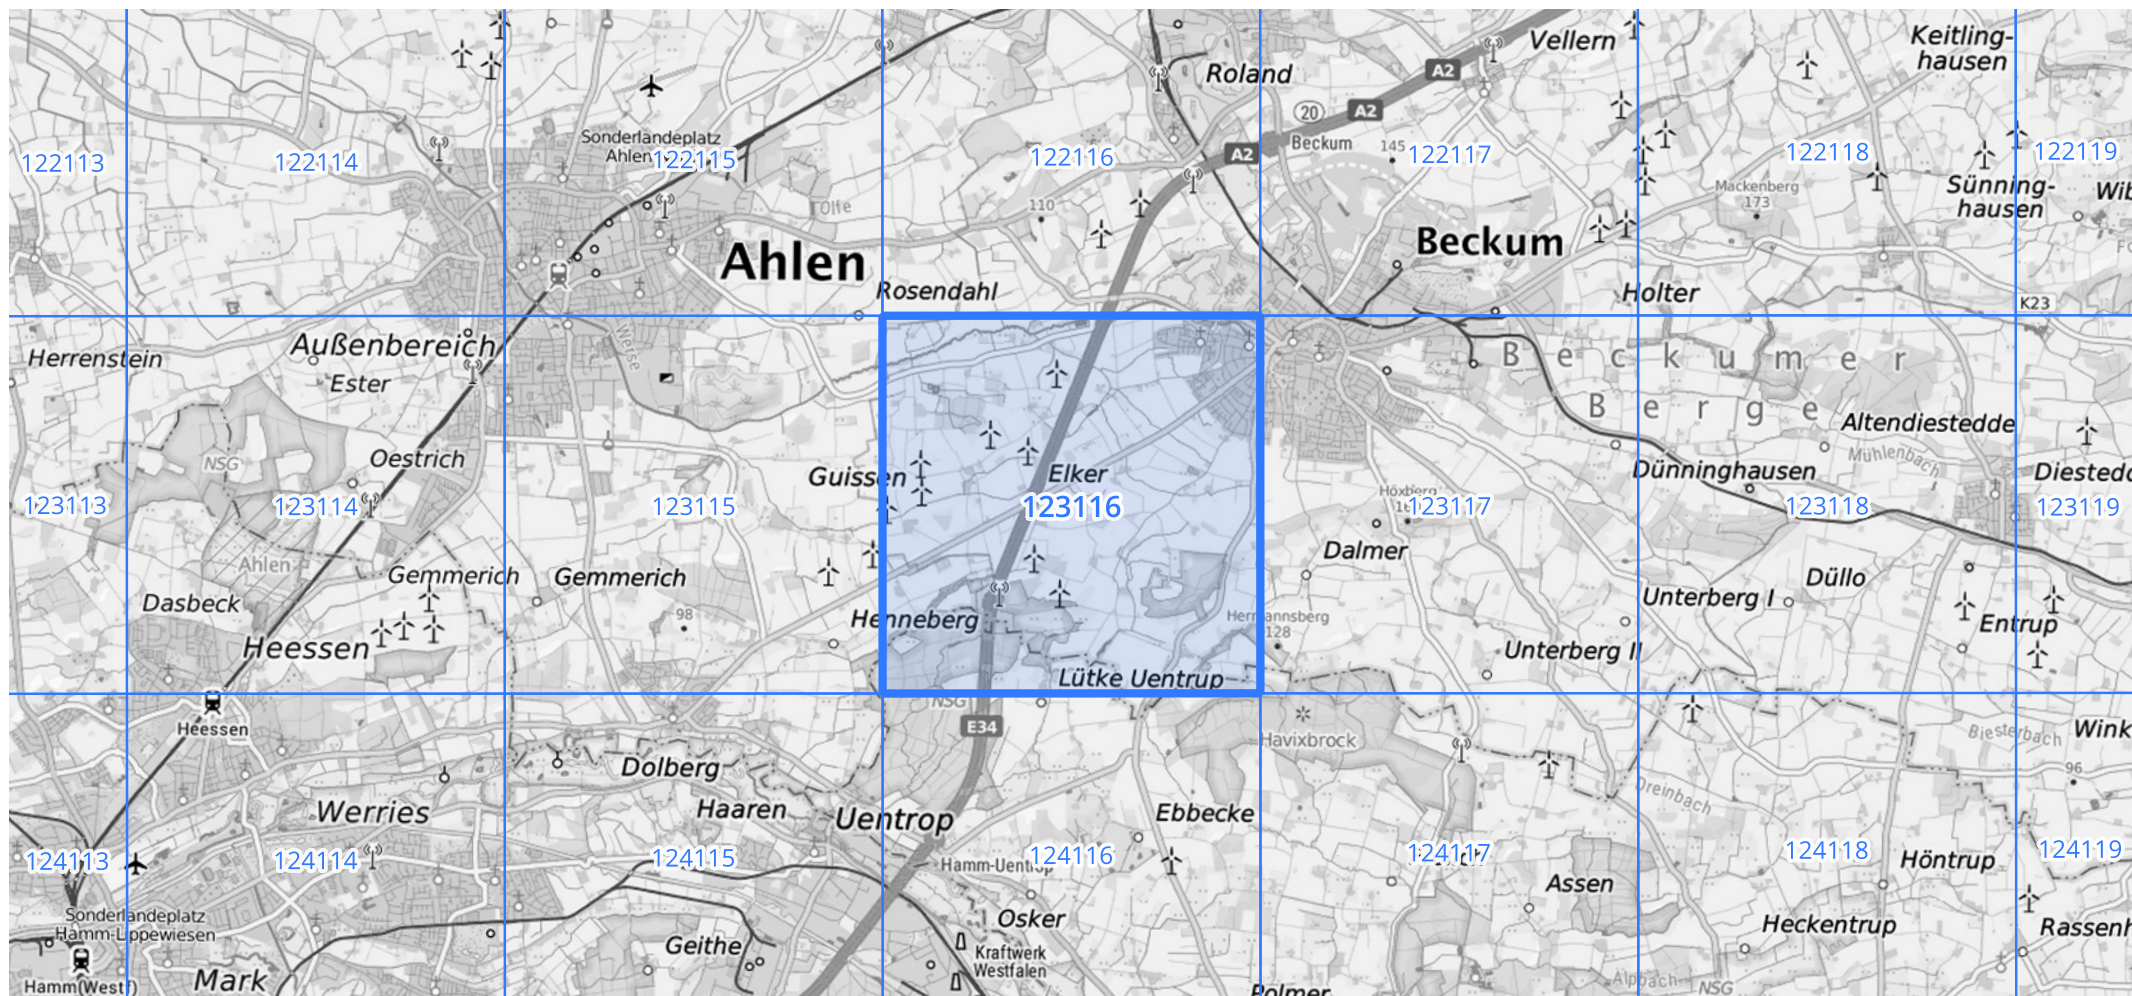 Vellern
Keitling-
hausen
Roland
A2
20
A2
Beckum
A2
145
Sonderlandeplatz
Ahlen
122113
122114
122115
122116
122117
122118
122119
Mackenberg
173
Sünning-
hausen
Olfe
110
Ahlen
Beckum
Rosendahl
Holter
K23
Herrenstein
Außenbereich
Ester
Werse
Beckumer
Berge
Altendiestedde
Mühlenbach
NSG
Oestrich
Guissen
Elker
Dünninghausen
123113
123114
123115
123116
Höxberg
123117
123118
123119
Ahlen
Gemmerich
Gemmerich
Dalmer
Düllo
Dasbeck
98
Henneberg
Hermannsberg
128
Unterberg I
Entrup
Heessen
Unterberg II
Lütke Uentrup
Heessen
NSG
E34
Havixbrock
Biesterbach
96
Dolberg
Dreinbach
Werries
Haaren
Uentrop
Ebbecke
124113
124114
124115
Hamm-Uentrop
124116
124117
124118
124119
Höntrup
Assen
Sonderlandeplatz
Hamm-Lippewiesen
Geithe
Osker
Heckentrup
Kraftwerk
Westfalen
Mark
Hamm(Westf)
Alpbach
NSG